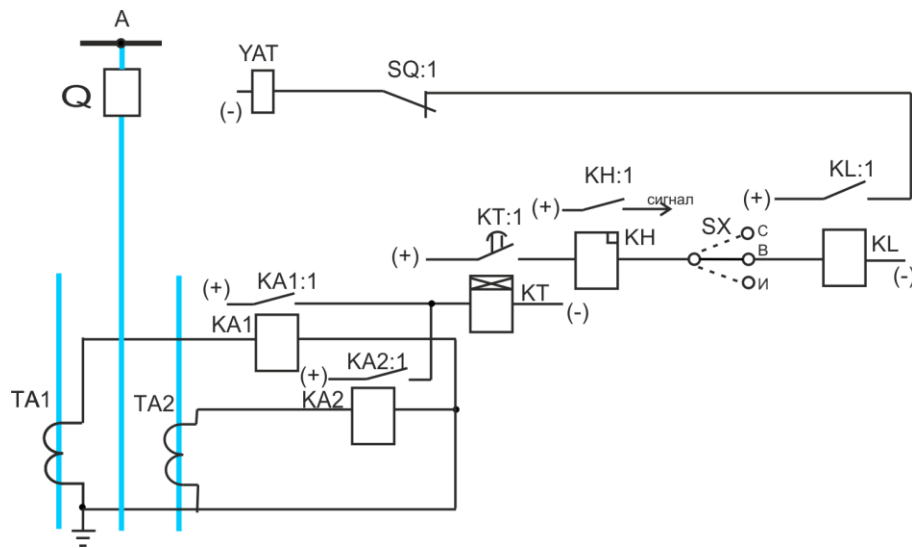 A
YAT
SQ:1
Q
(-)
KH:1
KL:1
(+)
сигнал
(+)
KT:1
SX
С
KH
В
KL
(+)
И
(-)
KA1:1
(+)
KT
(-)
KA1
KA2:1
(+)
TA1
TA2
KA2